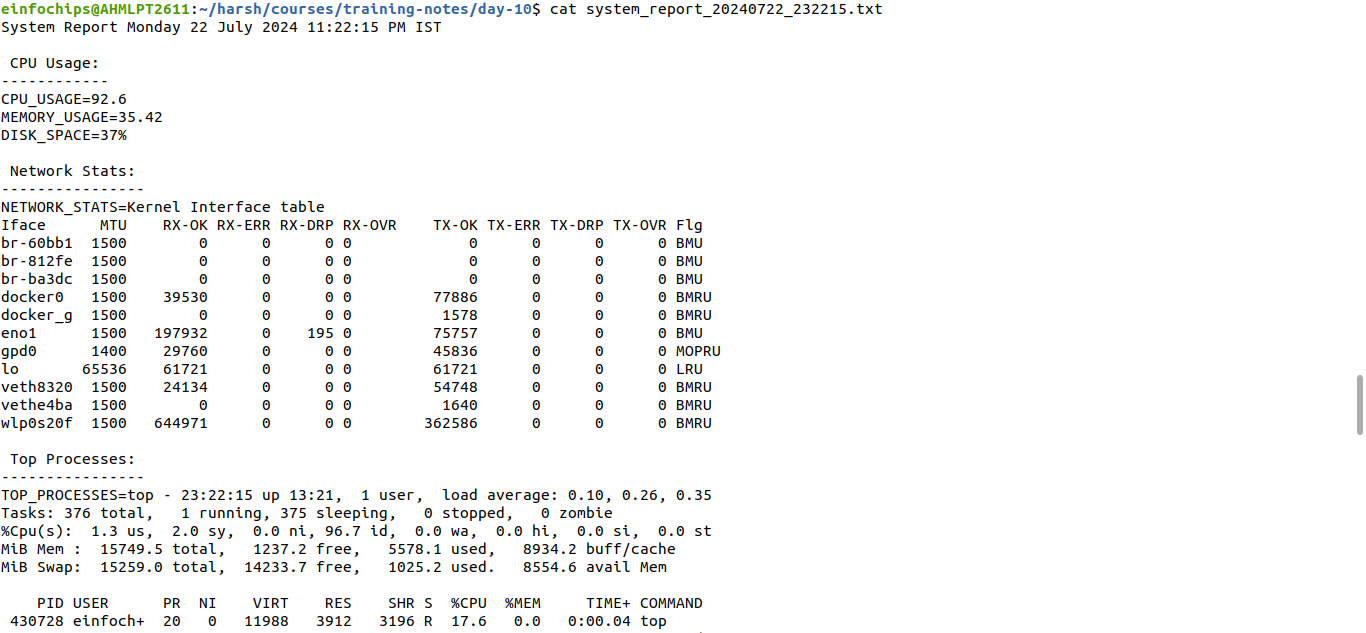 einfochips@AHMLPT2611:~/harsh/courses/training-notes/day-10$ cat system_report_20240722_232215.txt
System Report Monday 22 July 2024 11:22:15 PM IST

 CPU Usage:
------------
CPU_USAGE=92.6
MEMORY_USAGE=35.42
DISK_SPACE=37%

 Network Stats:
----------------
NETWORK_STATS=Kernel Interface table
Iface      MTU    RX-OK RX-ERR RX-DRP RX-OVR    TX-OK TX-ERR TX-DRP TX-OVR Flg
br-60bb1  1500        0      0      0 0             0      0      0      0 BMU
br-812fe  1500        0      0      0 0             0      0      0      0 BMU
br-ba3dc  1500        0      0      0 0             0      0      0      0 BMU
docker0   1500    39530      0      0 0         77886      0      0      0 BMRU
docker_g  1500        0      0      0 0          1578      0      0      0 BMRU
eno1      1500   197932      0    195 0         75757      0      0      0 BMU
gpd0      1400    29760      0      0 0         45836      0      0      0 MOPRU
lo       65536    61721      0      0 0         61721      0      0      0 LRU
veth8320  1500    24134      0      0 0         54748      0      0      0 BMRU
vethe4ba  1500        0      0      0 0          1640      0      0      0 BMRU
wlp0s20f  1500   644971      0      0 0        362586      0      0      0 BMRU

 Top Processes:
----------------
TOP_PROCESSES=top - 23:22:15 up 13:21,  1 user,  load average: 0.10, 0.26, 0.35
Tasks: 376 total,   1 running, 375 sleeping,   0 stopped,   0 zombie
%Cpu(s):  1.3 us,  2.0 sy,  0.0 ni, 96.7 id,  0.0 wa,  0.0 hi,  0.0 si,  0.0 st
MiB Mem :  15749.5 total,   1237.2 free,   5578.1 used,   8934.2 buff/cache
MiB Swap:  15259.0 total,  14233.7 free,   1025.2 used.   8554.6 avail Mem

    PID USER      PR  NI    VIRT    RES    SHR S  %CPU  %MEM     TIME+ COMMAND
 430728 einfoch+  20   0   11988   3912   3196 R  17.6   0.0   0:00.04 top